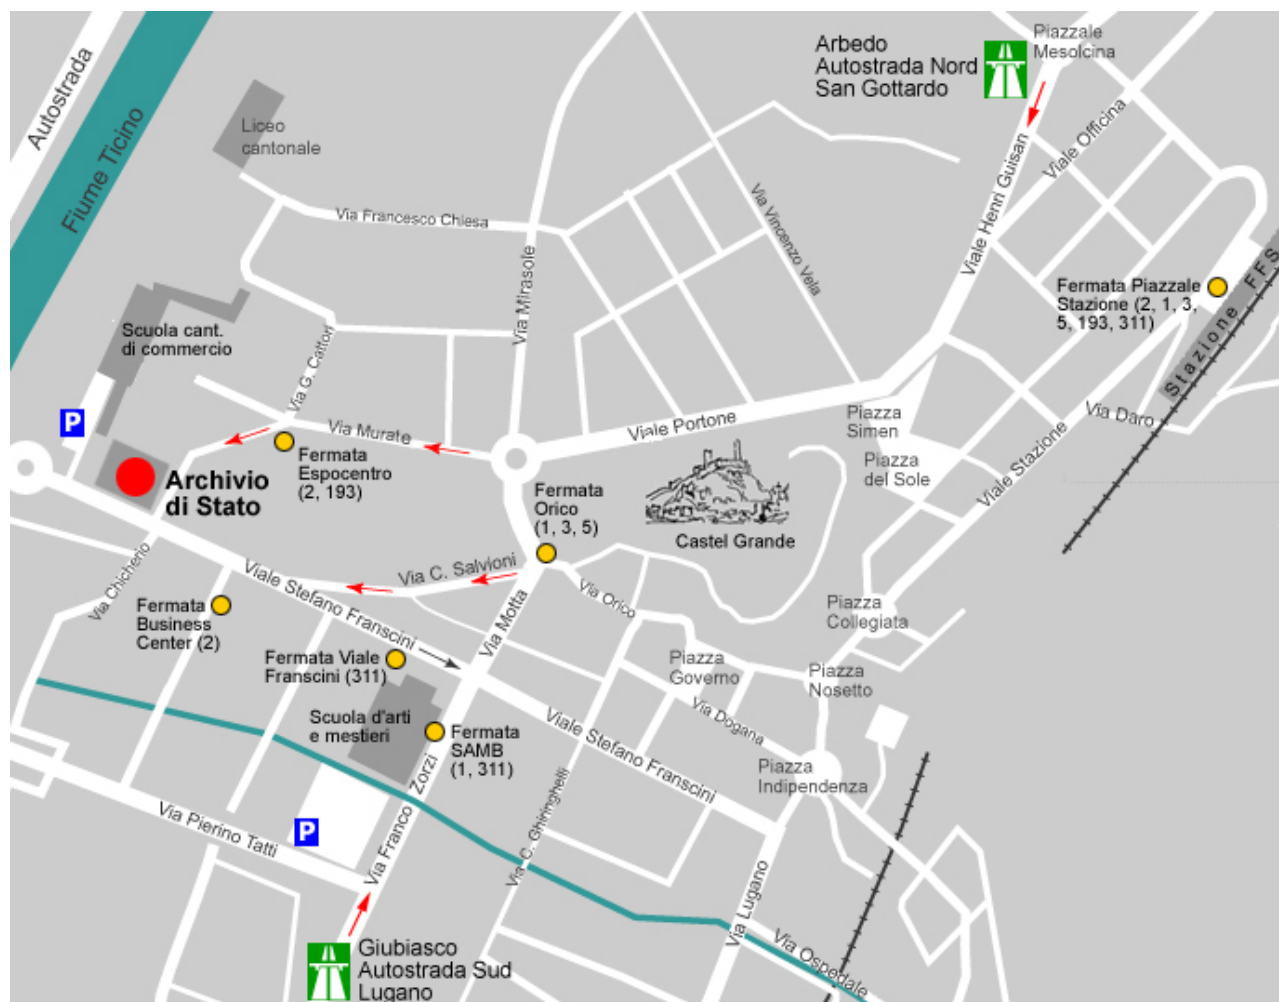 Arbedo
Autostrada Nord
San Gottardo
Piazzale
Mesolcina
Autostrada
Fiume Ticino
Liceo
cantonale
Viale Officina
Viale Henri Guisan
Via Francesco Chiesa
Via Vincenzo Vela
Via Mirasole
Fermata Piazzale
Stazione (2, 1, 3,
5, 193, 311)
Stazione FFS
Scuola cant.
di commercio
Via G. Cattori
P
Via Murate
Viale Portone
Piazza
Simen
Via Daro
Fermata
Espocentro
(2, 193)
Archivio
di Stato
Piazza
del Sole
Viale Stazione
Fermata
Orico
(1, 3, 5)
Castel Grande
Via C. Salvioni
Via Chicherio
Viale Stefano Franscini
Via Orico
Fermata
Business
Center (2)
Via Motta
Piazza
Collegiata
Fermata Viale
Franscini (311)
Piazza
Governo
Piazza
Nosetto
Scuola d'arti
e mestieri
Fermata
SAMB
(1, 311)
Viale Stefano Franscini
Via Dogana
Piazza
Indipendenza
Via Pierino Tatti
P
Via Franco Zorzi
Via C. Ghiringhelli
Via Lugano
Via Ospedale
Giubiasco
Autostrada Sud
Lugano